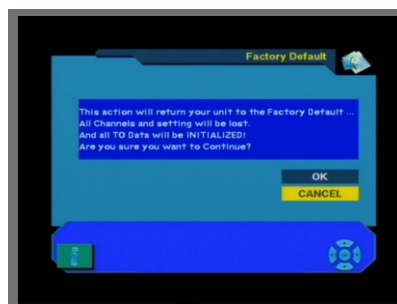 Factory Default
This action will return your unit to the Factory Default ...
All Channels and setting will be lost.
And all TO Data will be INITIALIZED!
Are you sure you want to Continue?
OK
CANCEL